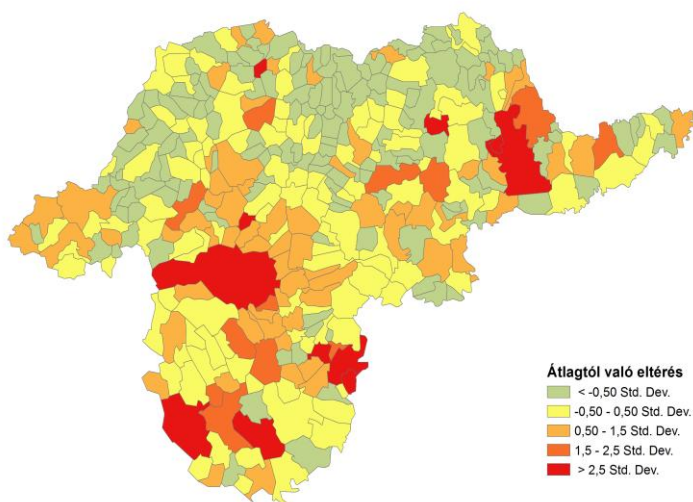 Átlagtól való eltérés
< -0,50 Std. Dev.
-0,50 - 0,50 Std. Dev.
0,50 - 1,5 Std. Dev.
1,5 - 2,5 Std. Dev.
> 2,5 Std. Dev.